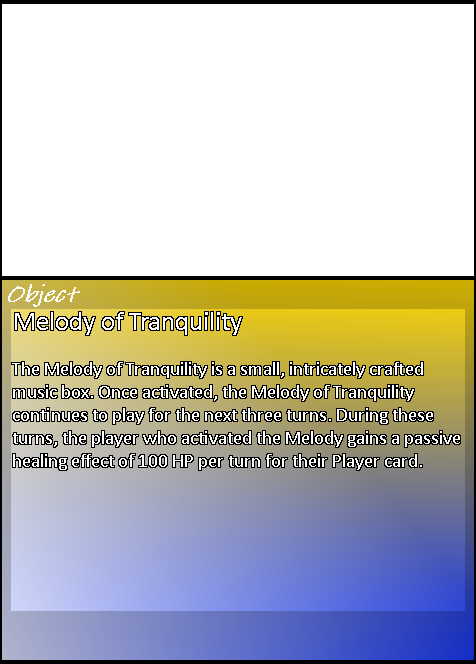 Object
Melody of Tranquility
The Melody of Tranquility is a small, intricately crafted
music box. Once activated, the Melody of Tranquility
continues to play for the next three turns. During these
turns, the player who activated the Melody gains a passive
healing effect of 100 HP per turn for their Player card.